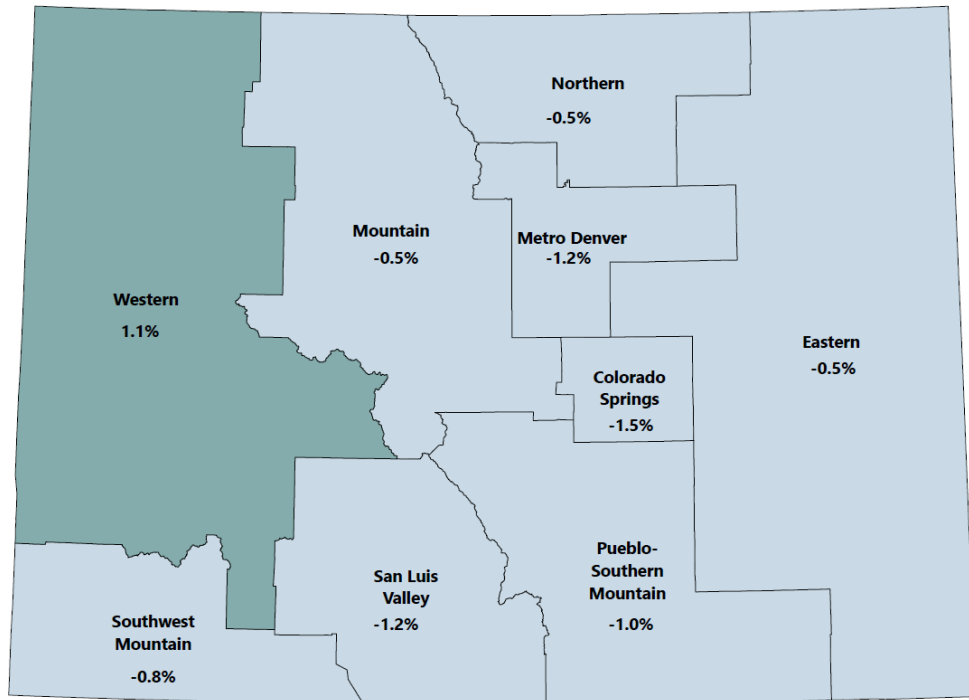 Northern
-0.5%
Mountain
-0.5%
Metro Denver
-1.2%
Western
1.1%
Eastern
-0.5%
Colorado
Springs
-1.5%
Pueblo-
Southern
Mountain
-1.0%
San Luis
Valley
-1.2%
Southwest
Mountain
-0.8%